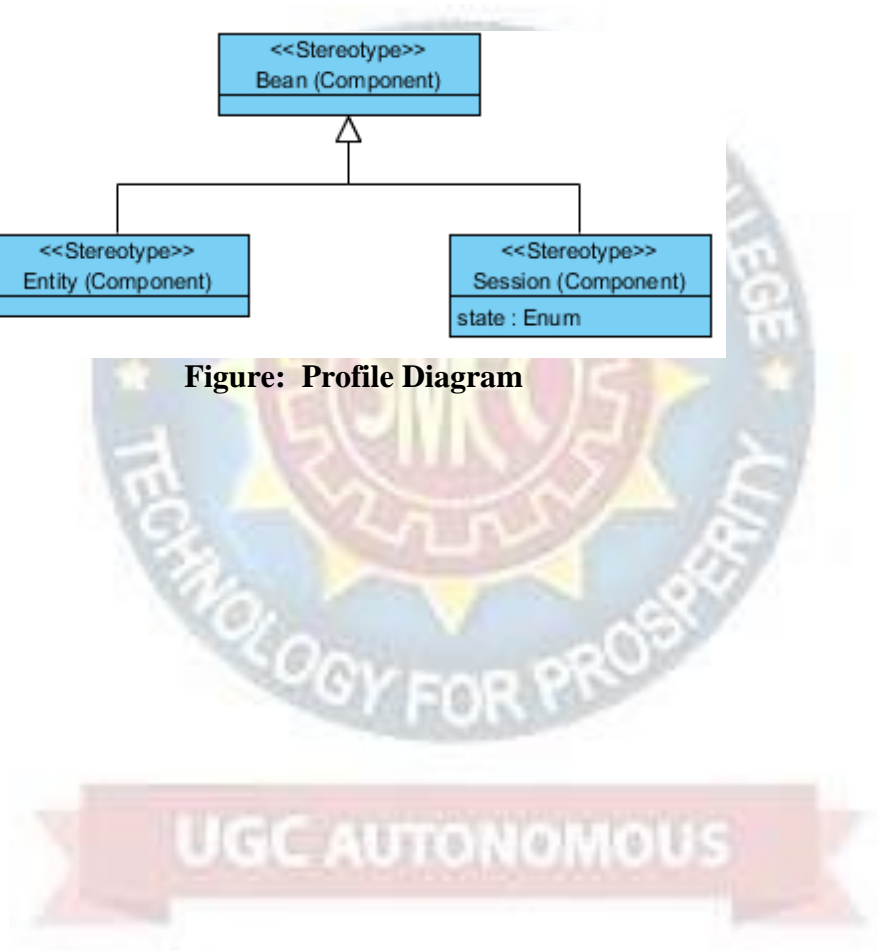 <<Stereotype>>
Bean (Component)
<<Stereotype>>
Entity (Component)
<<Stereotype>>
Session (Component)
state : Enum
Figure: Profile Diagram
TECHNOLOGY FOR PROSPERITY
UGC AUTONOMOUS